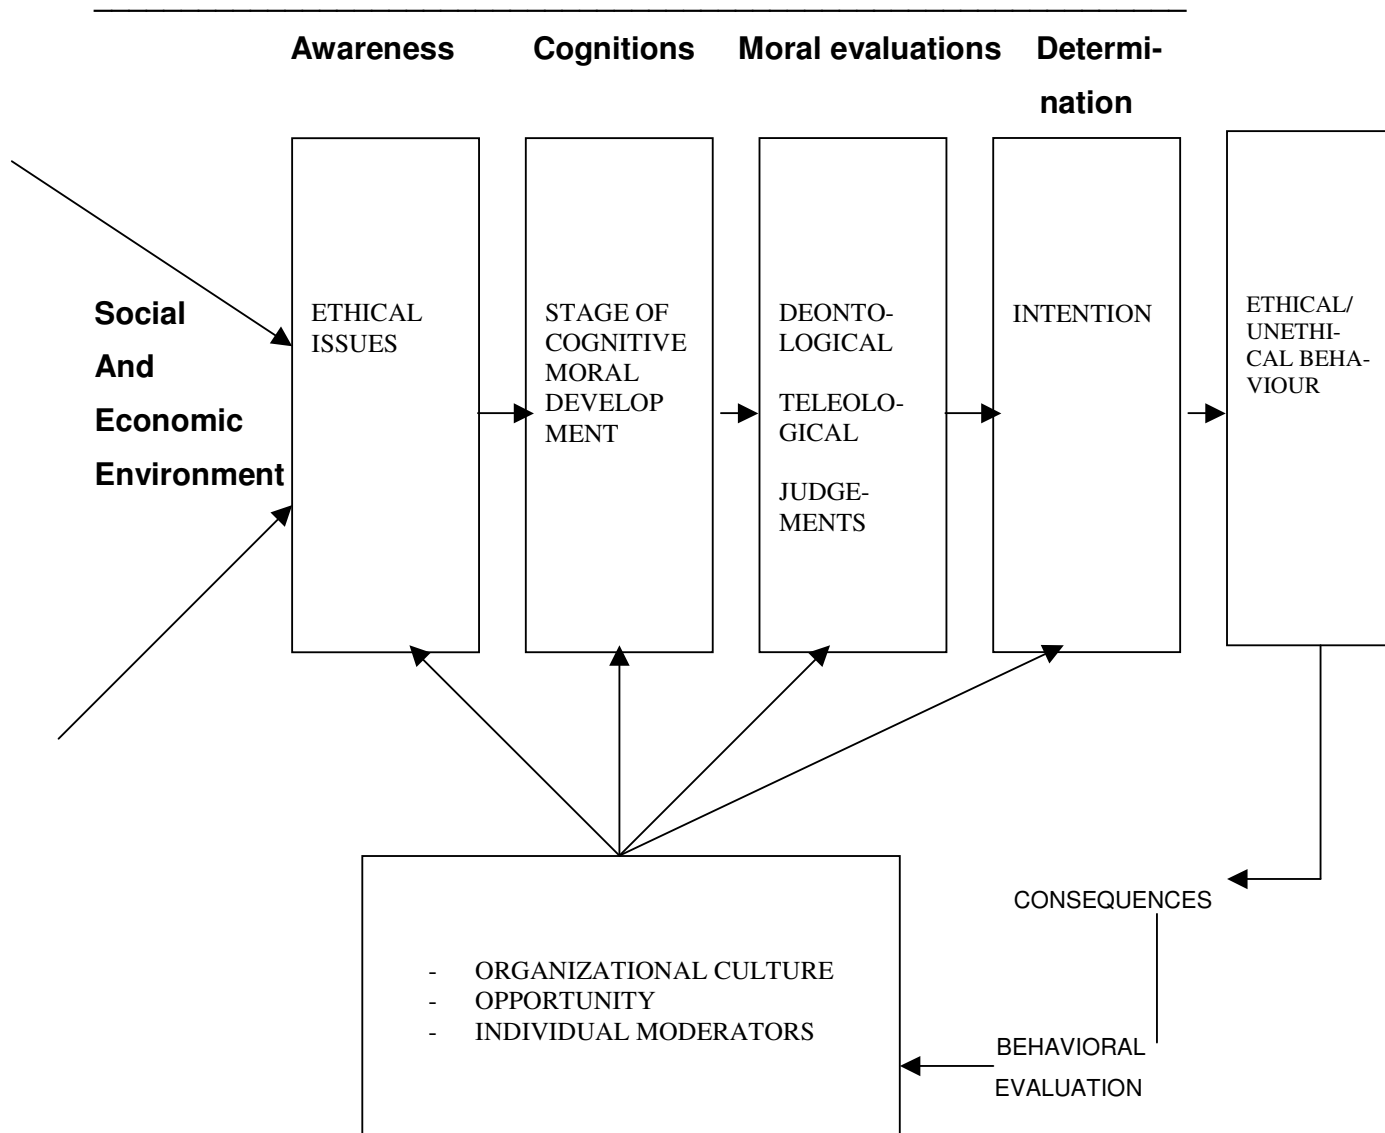 Awareness Cognitions Moral evaluations Determi-
nation
Social
And
Economic
Environment
ETHICAL
ISSUES
STAGE OF
COGNITIVE
MORAL
DEVELOP
MENT
DEONTO-
LOGICAL
TELEOLO-
GICAL
JUDGE-
MENTS
INTENTION
ETHICAL/
UNETHI-
CAL BEHA-
VIOUR
CONSEQUENCES
- ORGANIZATIONAL CULTURE
- OPPORTUNITY
- INDIVIDUAL MODERATORS
BEHAVIORAL
EVALUATION